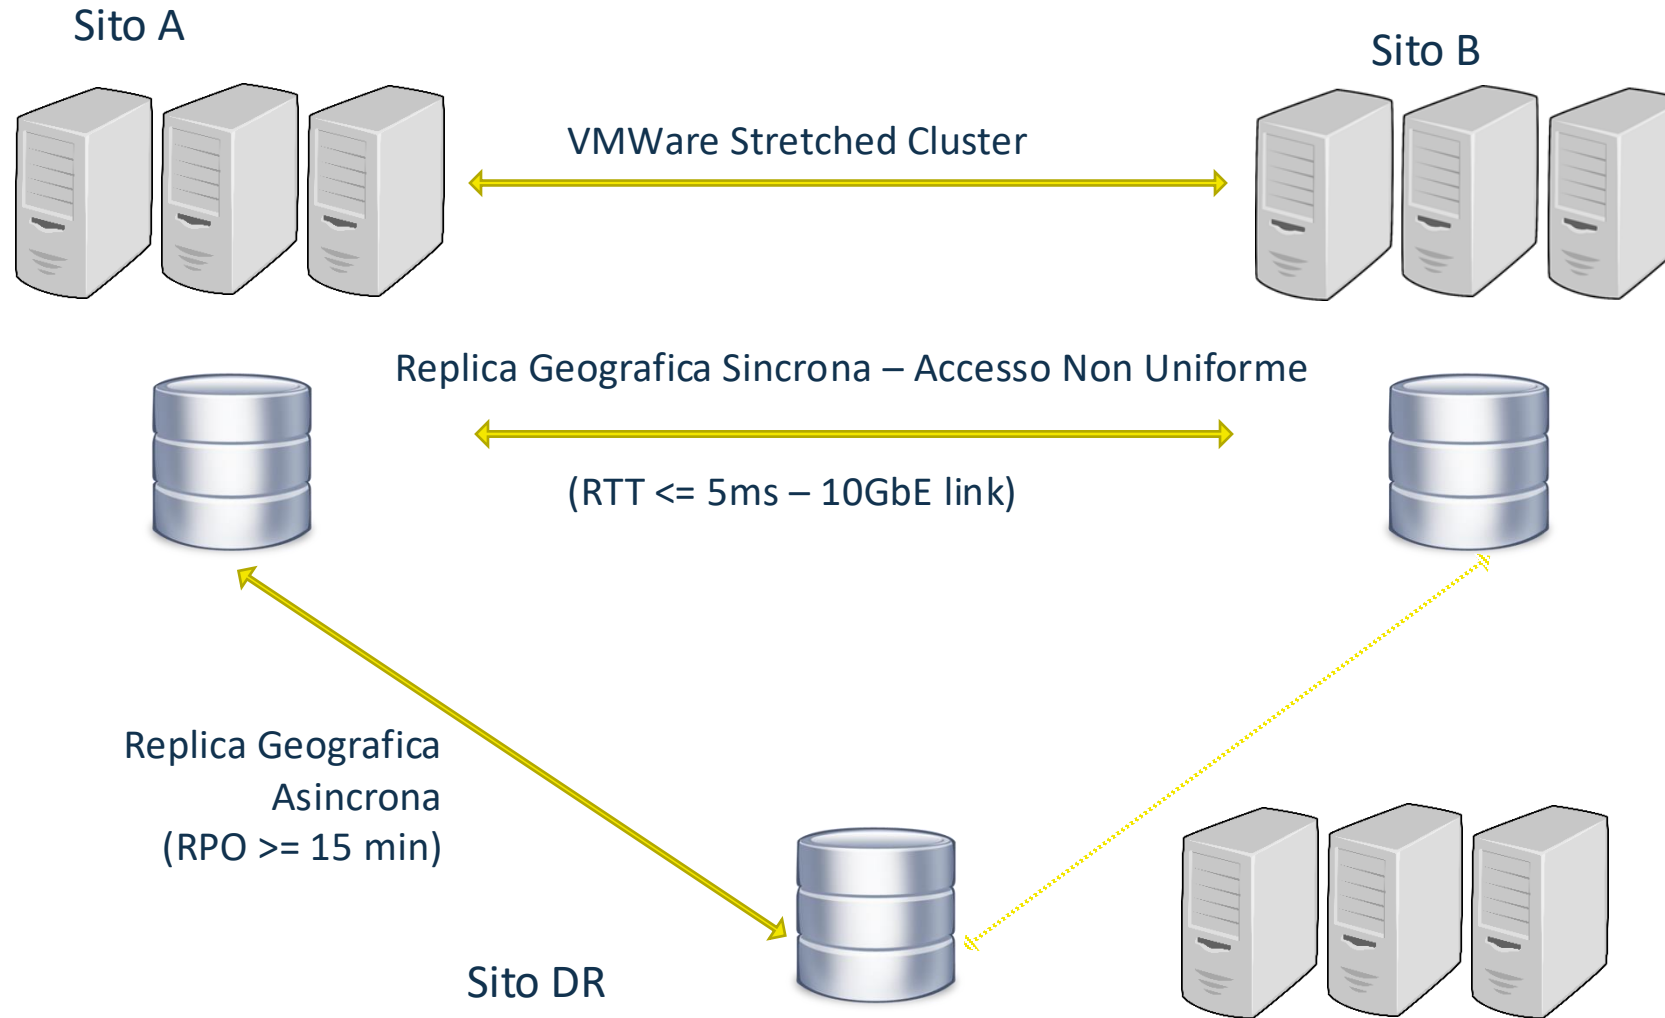 Sito A
Sito B
VMWare Stretched Cluster
Replica Geografica Sincrona – Accesso Non Uniforme
(RTT <= 5ms – 10GbE link)
Replica Geografica
Asincrona
(RPO >= 15 min)
Sito DR